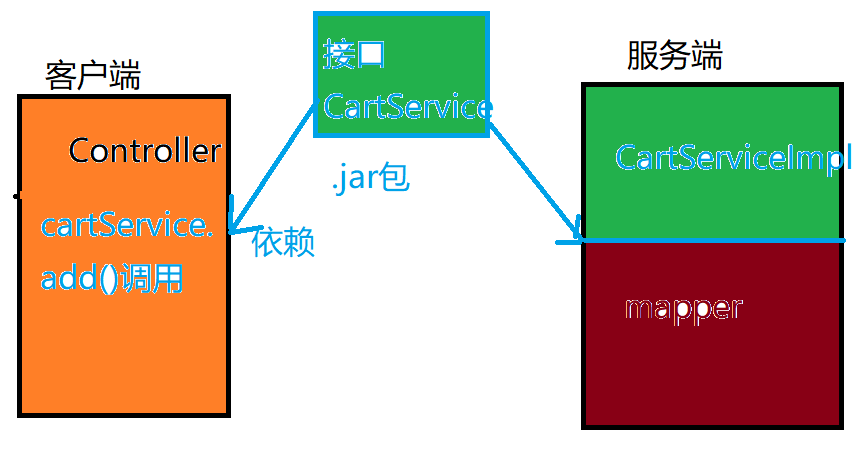 客户端
Controller
cartService.
add()调用
接口
CartService
.jar包
依赖
服务端
CartServiceImpl
mapper